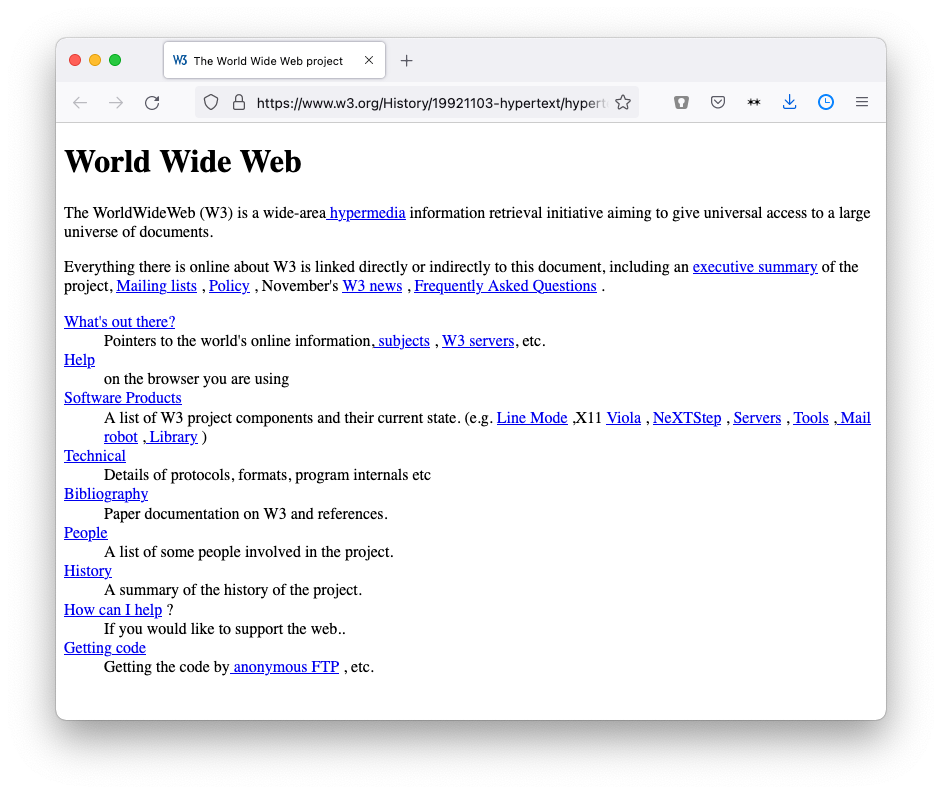 W3 The World Wide Web project
https://www.w3.org/History/19921103-hypertext/hypert
World Wide Web
The WorldWideWeb (W3) is a wide-area hypermedia information retrieval initiative aiming to give universal access to a large
universe of documents.
Everything there is online about W3 is linked directly or indirectly to this document, including an executive summary of the
project, Mailing lists , Policy , November's W3 news , Frequently Asked Questions .
What's out there?
Pointers to the world's online information, subjects , W3 servers, etc.
Help
on the browser you are using
Software Products
A list of W3 project components and their current state. (e.g. Line Mode ,X11 Viola , NeXTStep , Servers , Tools , Mail
robot , Library )
Technical
Details of protocols, formats, program internals etc
Bibliography
Paper documentation on W3 and references.
People
A list of some people involved in the project.
History
A summary of the history of the project.
How can I help ?
If you would like to support the web..
Getting code
Getting the code by anonymous FTP , etc.